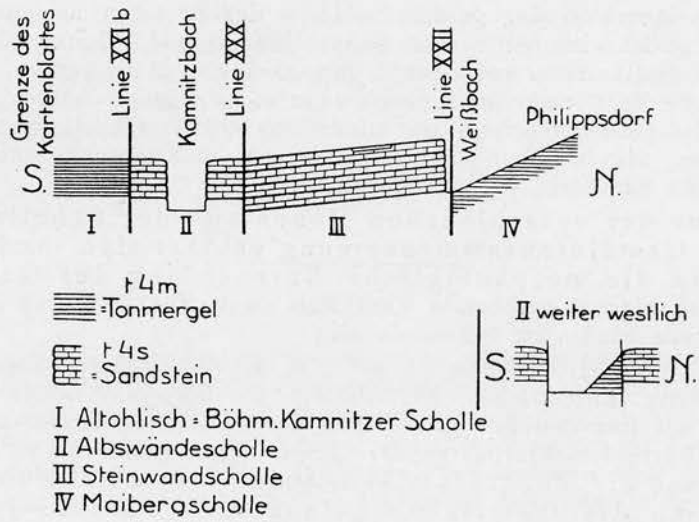 Grenze des
Kartenblattes
Linie XXI b
Kamnitzbach
Linie XXX
Linie XXII
Weißbach
Philippsdorf
S.
N.
I
II
III
IV
t4m
=Tonmergel
t4s
=Sandstein
II weiter westlich
S.
N.
I Altohlisch=Böhm.Kamnitzer Scholle
II Albswändescholle
III Steinwandscholle
IV Maibergscholle